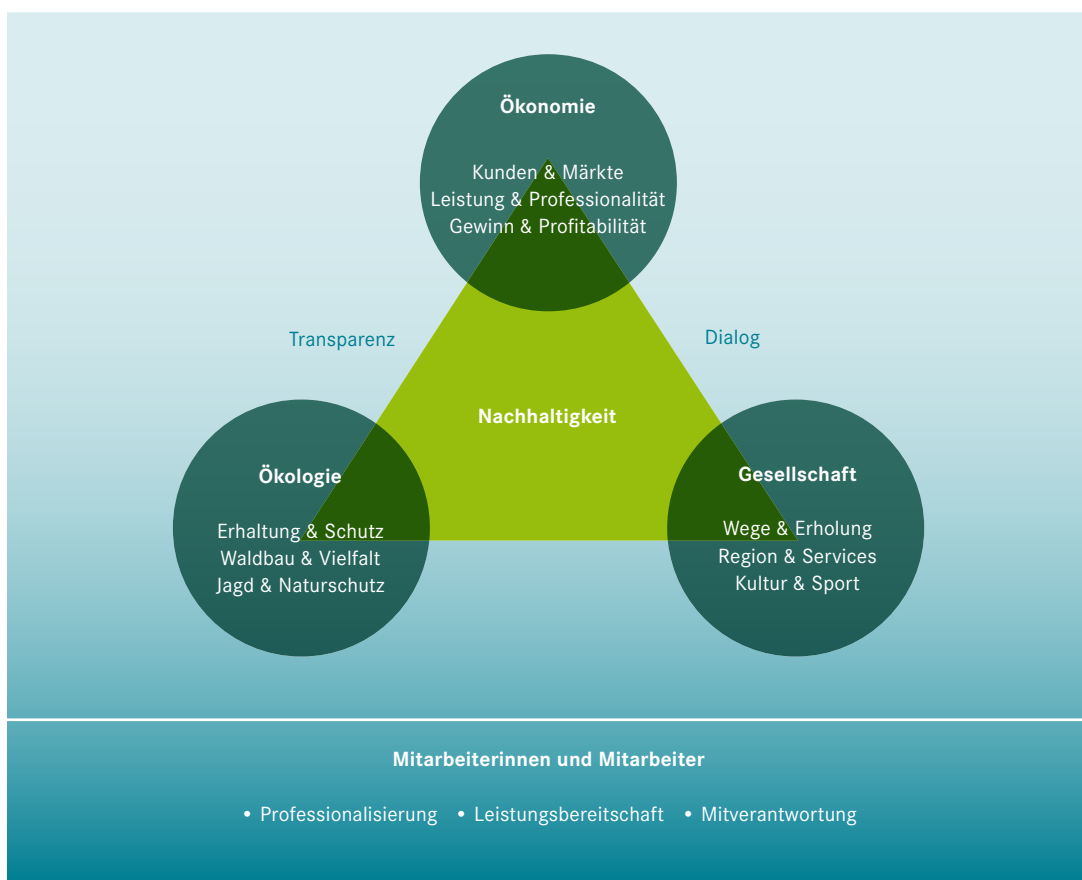 Ökonomie
Kunden & Märkte
Leistung & Professionalität
Gewinn & Profitabilität
Transparenz
Dialog
Nachhaltigkeit
Ökologie
Erhaltung & Schutz
Waldbau & Vielfalt
Jagd & Naturschutz
Gesellschaft
Wege & Erholung
Region & Services
Kultur & Sport
Mitarbeiterinnen und Mitarbeiter
• Professionalisierung • Leistungsbereitschaft • Mitverantwortung